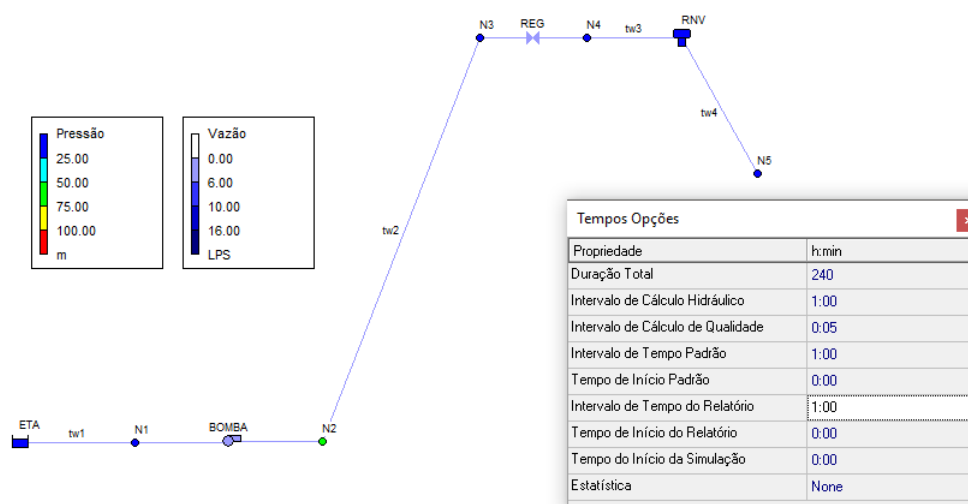 N3
REG
N4
tw3
RNV
Pressão
25.00
50.00
75.00
100.00
m
Vazão
0.00
6.00
10.00
16.00
LPS
tw4
N5
tw2
ETA
tw1
N1
BOMBA
N2
Tempos Opções
Propriedade h:min
Duração Total 240
Intervalo de Cálculo Hidráulico 1:00
Intervalo de Cálculo de Qualidade 0:05
Intervalo de Tempo Padrão 1:00
Tempo de Início Padrão 0:00
Intervalo de Tempo do Relatório 1:00
Tempo de Início do Relatório 0:00
Tempo do Início da Simulação 0:00
Estatística None